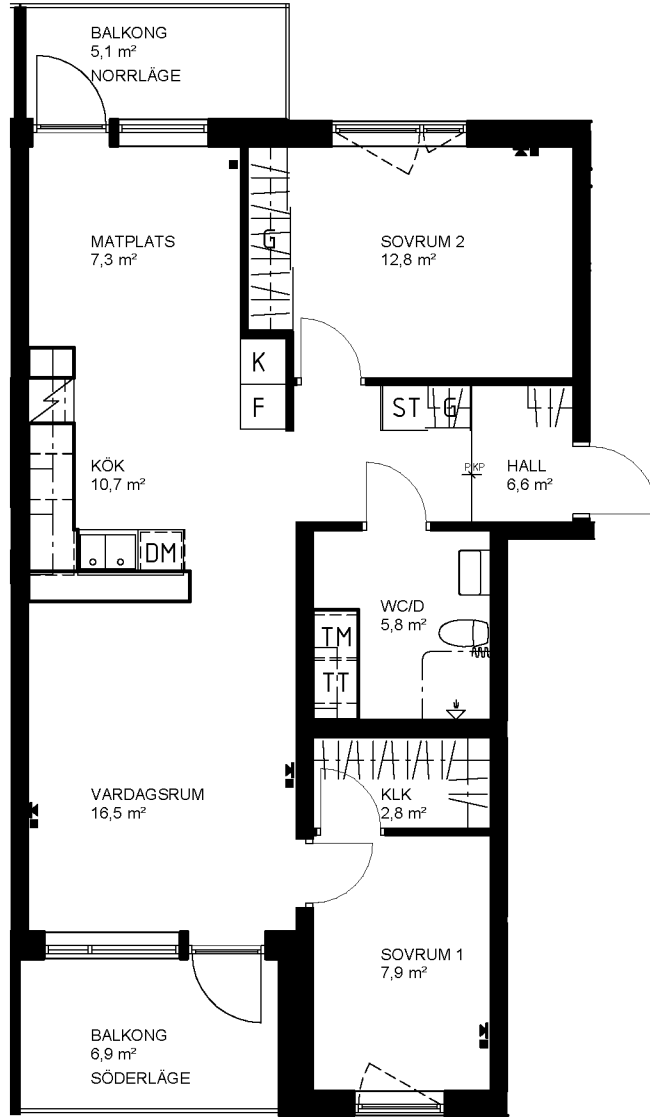 BALKONG
5,1 m²
NORRLÄGE
MATPLATS
7,3 m²
G
SOVRUM 2
12,8 m²
K
F
ST G
KÖK
10,7 m²
HALL
6,6 m²
DM
WC/D
5,8 m²
TM
TT
VARDAGSRUM
16,5 m²
KLK
2,8 m²
SOVRUM 1
7,9 m²
BALKONG
6,9 m²
SÖDERLÄGE